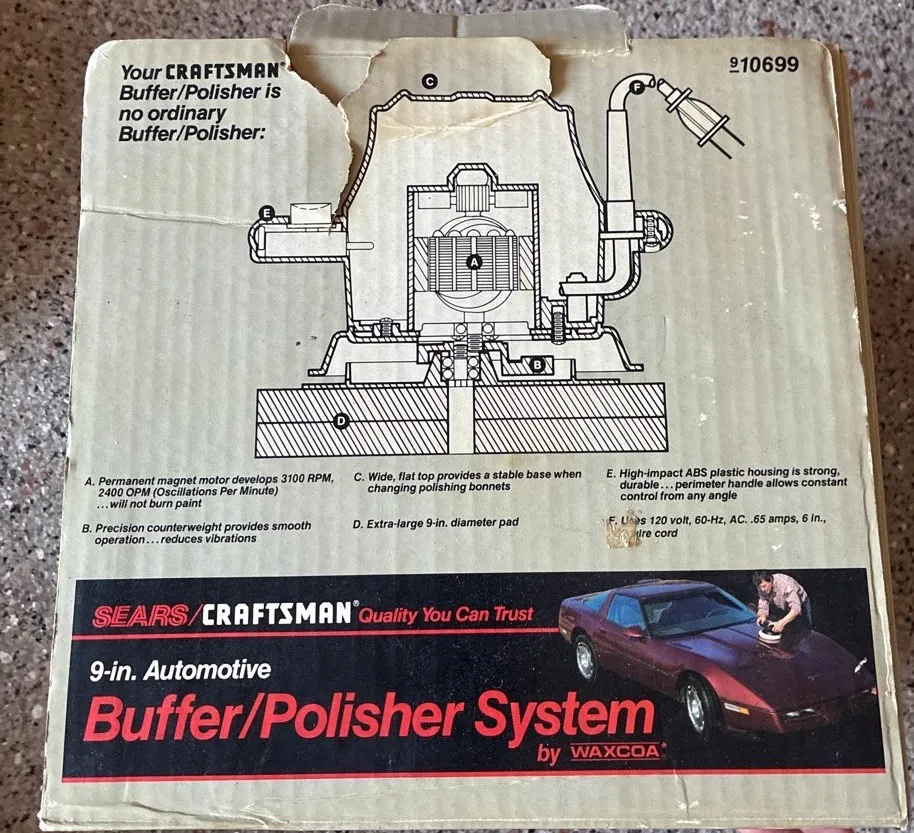 Your CRAFTSMAN®
Buffer/Polisher is
no ordinary
Buffer/Polisher:
910699
C
F
E
A
B
D
A. Permanent magnet motor develops 3100 RPM,
2400 OPM (Oscillations Per Minute)
...will not burn paint
B. Precision counterweight provides smooth
operation...reduces vibrations
C. Wide, flat top provides a stable base when
changing polishing bonnets
D. Extra-large 9-in. diameter pad
E. High-impact ABS plastic housing is strong,
durable...perimeter handle allows constant
control from any angle
F. Uses 120 volt, 60-Hz, AC. .65 amps, 6 in.,
cord
SEARS/CRAFTSMAN® Quality You Can Trust
9-in. Automotive
Buffer/Polisher System
by WAXCOA*